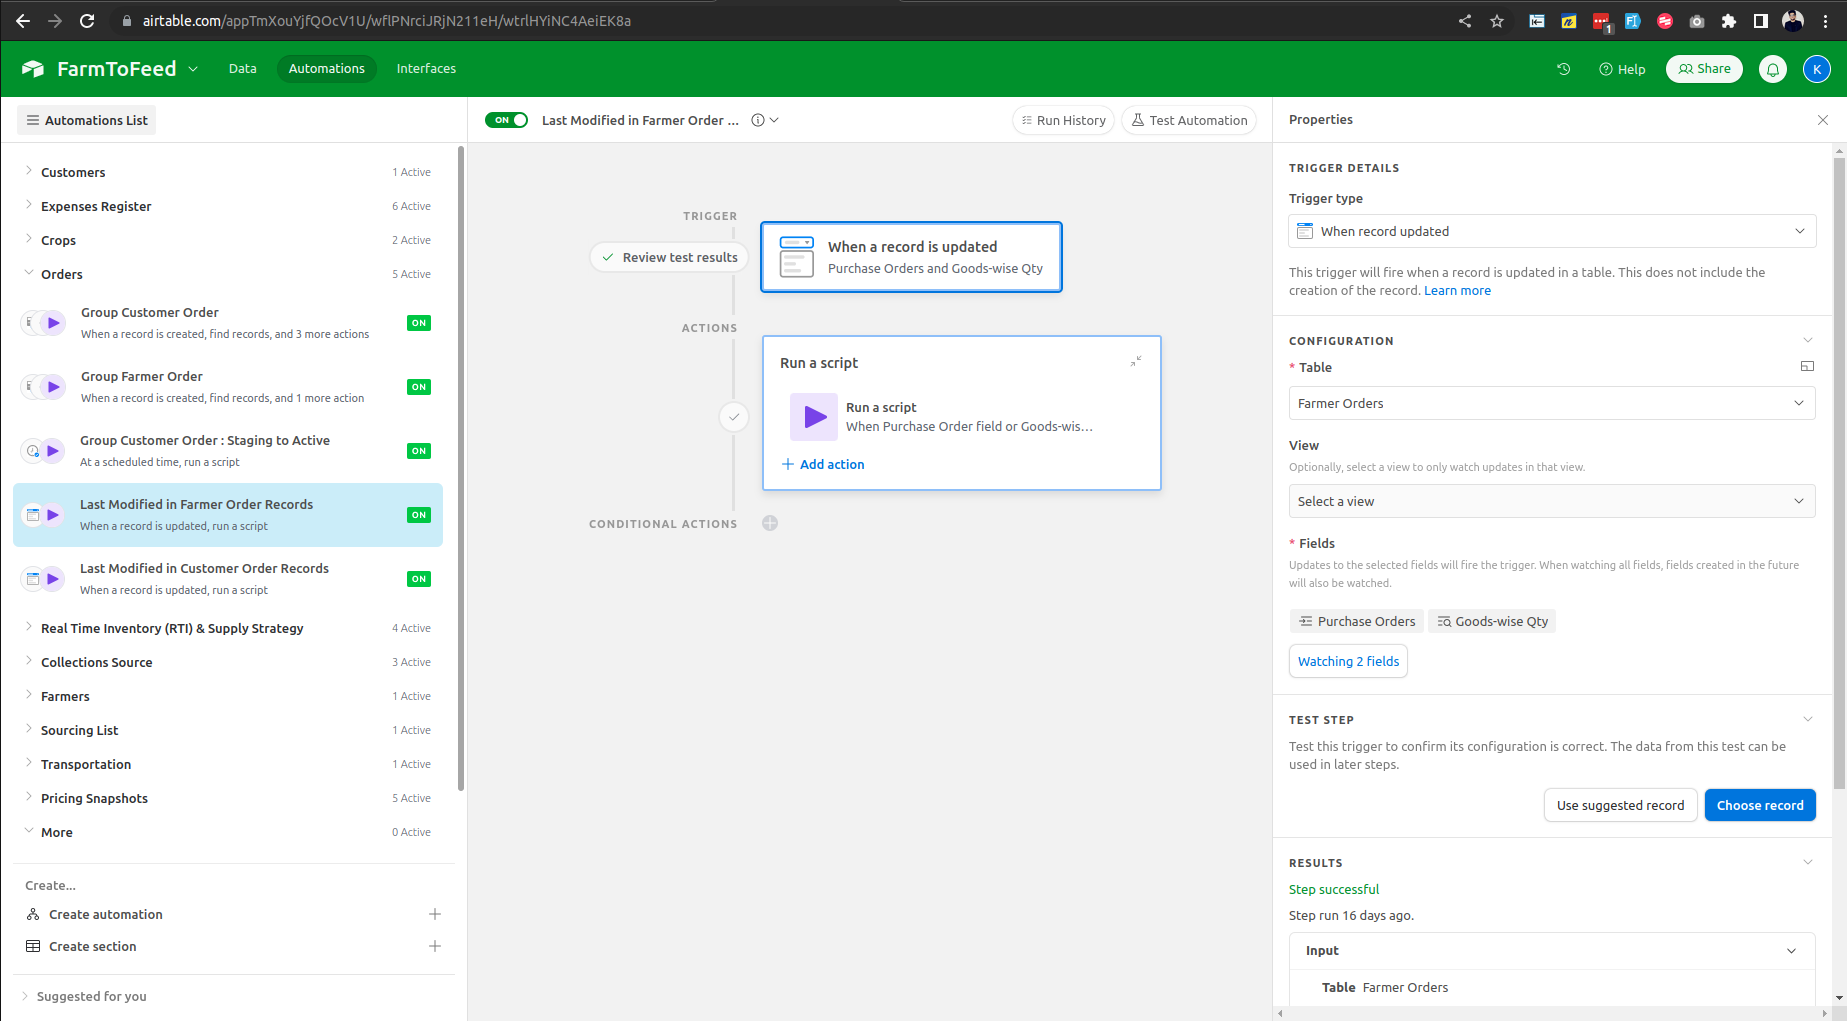 airtable.com/appTmXouYjfQOcV1U/wflPNrciJRjN211eH/wtrlHYiNC4AeiEK8a
1
FarmToFeed
Data
Automations
Interfaces
Help
Share
K
Automations List
Customers 1 Active
Expenses Register 6 Active
Crops 2 Active
Orders 5 Active
Group Customer Order
When a record is created, find records, and 3 more actions
ON
Group Farmer Order
When a record is created, find records, and 1 more action
ON
Group Customer Order : Staging to Active
At a scheduled time, run a script
ON
Last Modified in Farmer Order Records
When a record is updated, run a script
ON
Last Modified in Customer Order Records
When a record is updated, run a script
ON
Real Time Inventory (RTI) & Supply Strategy 4 Active
Collections Source 3 Active
Farmers 1 Active
Sourcing List 1 Active
Transportation 1 Active
Pricing Snapshots 5 Active
More 0 Active
Create...
Create automation
Create section
Suggested for you
ON
Last Modified in Farmer Order ...
Run History
Test Automation
TRIGGER
Review test results
When a record is updated
Purchase Orders and Goods-wise Qty
ACTIONS
Run a script
Run a script
When Purchase Order field or Goods-wis...
Add action
CONDITIONAL ACTIONS
Properties
TRIGGER DETAILS
Trigger type
When record updated
This trigger will fire when a record is updated in a table. This does not include the
creation of the record. Learn more
CONFIGURATION
* Table
Farmer Orders
View
Optionally, select a view to only watch updates in that view.
Select a view
* Fields
Updates to the selected fields will fire the trigger. When watching all fields, fields created in the future
will also be watched.
Purchase Orders
Goods-wise Qty
Watching 2 fields
TEST STEP
Test this trigger to confirm its configuration is correct. The data from this test can be
used in later steps.
Use suggested record
Choose record
RESULTS
Step successful
Step run 16 days ago.
Input
Table Farmer Orders